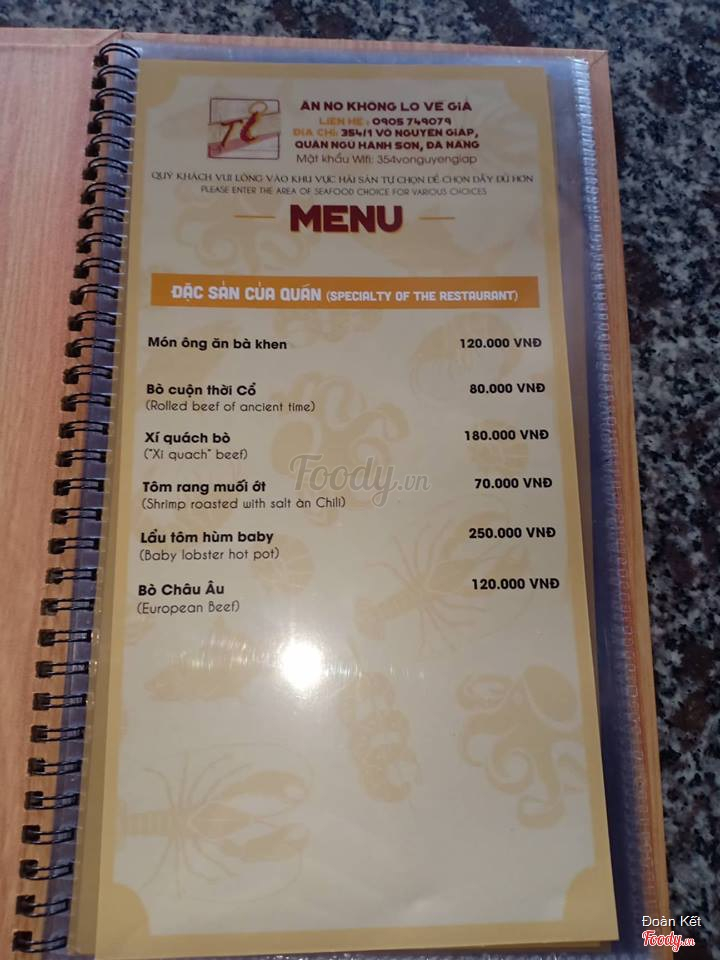 TÍ
ĂN NO KHÔNG LO VỀ GIÁ
LIÊN HỆ : 0905 749079
ĐỊA CHỈ: 354/1 VÕ NGUYÊN GIÁP,
QUẬN NGŨ HÀNH SƠN, ĐÀ NẴNG
Mật khẩu Wifi: 354vonguyengiap
QUÝ KHÁCH VUI LÒNG VÀO KHU VỰC HẢI SẢN TỰ CHỌN ĐỂ CHỌN ĐẦY ĐỦ HƠN
PLEASE ENTER THE AREA OF SEAFOOD CHOICE FOR VARIOUS CHOICES
MENU
ĐẶC SẢN CỦA QUÁN (SPECIALTY OF THE RESTAURANT)
Món ông ăn bà khen 120.000 VNĐ
Bò cuộn thời Cổ 80.000 VNĐ
(Rolled beef of ancient time)
Xí quách bò 180.000 VNĐ
("Xi quach" beef)
Foody.vn
Tôm rang muối ớt 70.000 VNĐ
(Shrimp roasted with salt àn Chili)
Lẩu tôm hùm baby 250.000 VNĐ
(Baby lobster hot pot)
Bò Châu Âu 120.000 VNĐ
(European Beef)
Đoàn Kết
Foody.vn